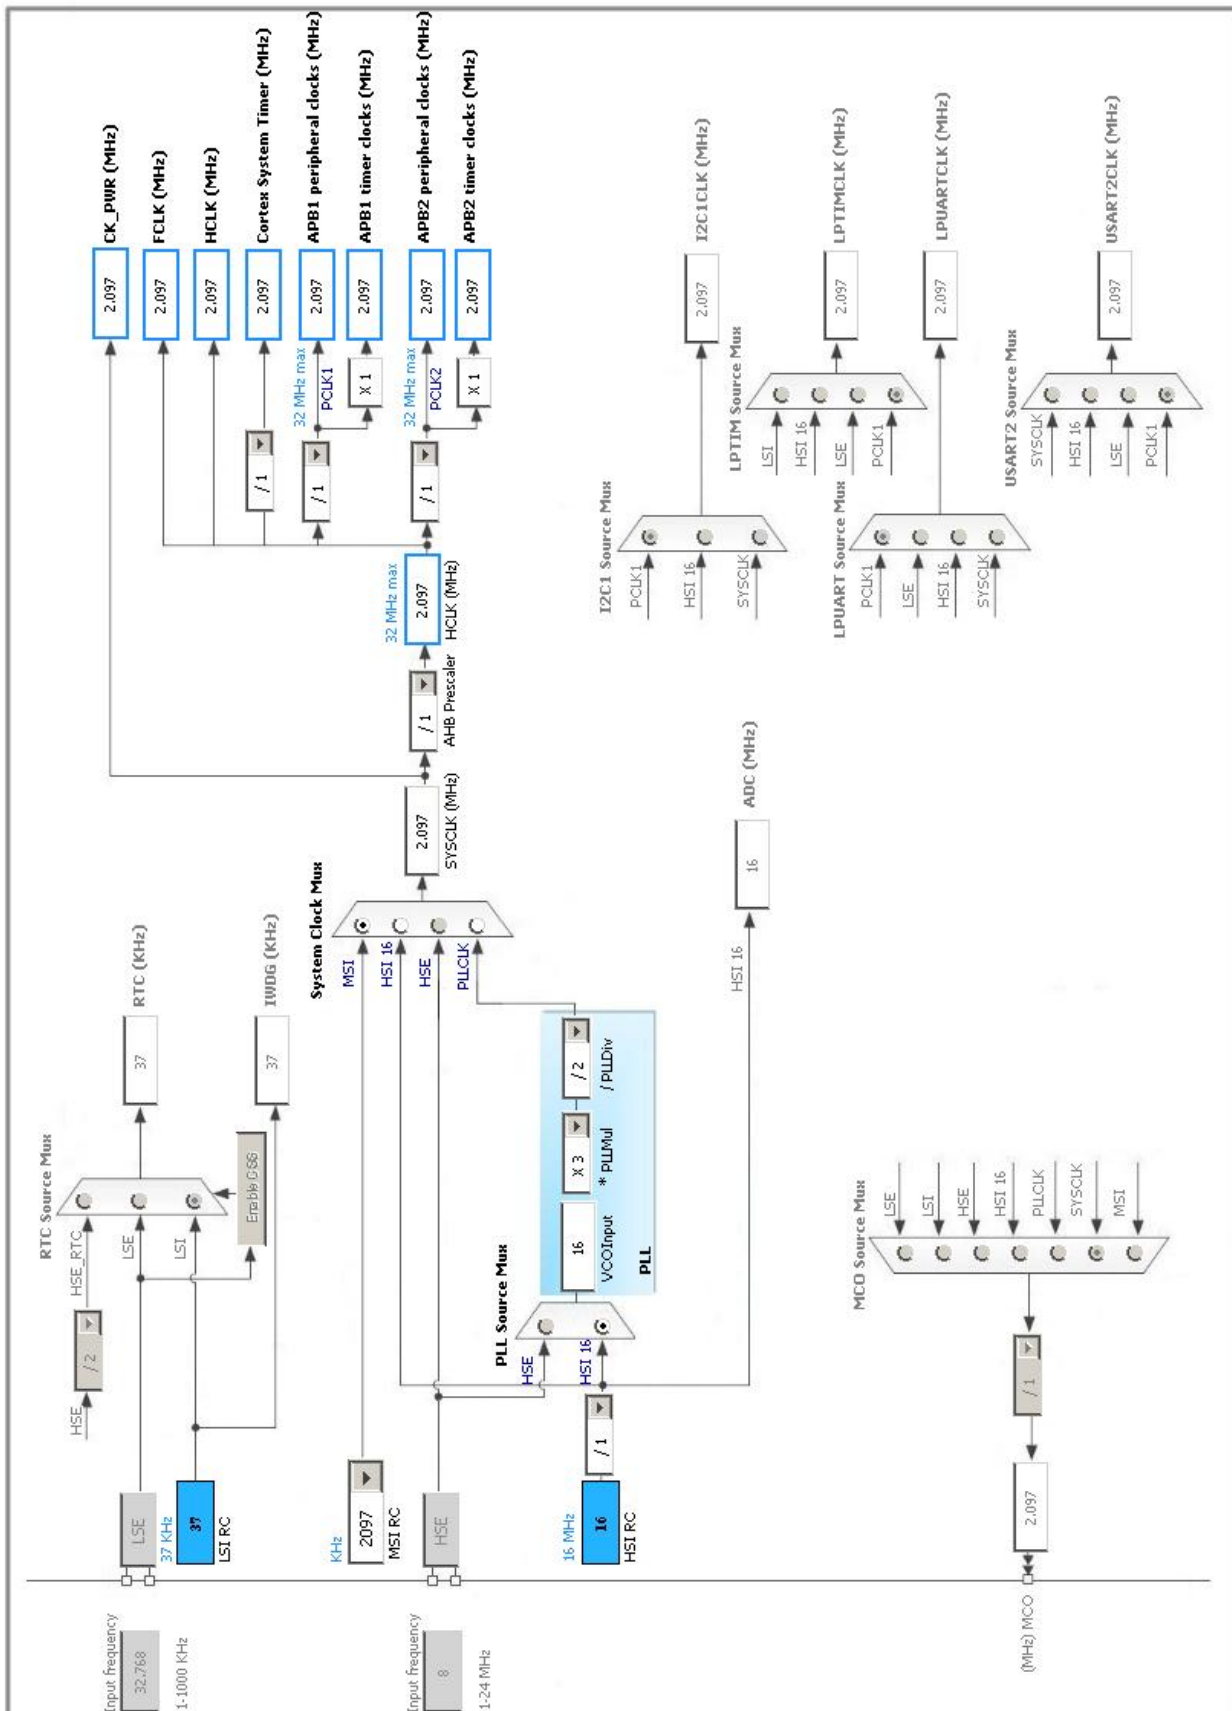 RTC Source Mux
HSE
/ 2
HSE_RTC
Input frequency
32.768
1-1000 KHz
LSE
LSE
RTC (KHz)
37
37 KHz
37
LSI RC
LSI
Enable CSS
IWDG (KHz)
37
System Clock Mux
KHz
2097
MSI RC
MSI
HSI 16
HSE
PLLCLK
Input frequency
8
1-24 MHz
HSE
2.097
SYSCLK (MHz)
/ 1
AHB Prescaler
32 MHz max
2.097
HCLK (MHz)
2.097
CK_PWR (MHz)
2.097
FCLK (MHz)
2.097
HCLK (MHz)
/ 1
2.097
Cortex System Timer (MHz)
/ 1
32 MHz max
PCLK1
2.097
APB1 peripheral clocks (MHz)
X 1
2.097
APB1 timer clocks (MHz)
/ 1
32 MHz max
PCLK2
2.097
APB2 peripheral clocks (MHz)
X 1
2.097
APB2 timer clocks (MHz)
PLL Source Mux
HSE
HSI 16
16 MHz
16
HSI RC
/ 1
16
VCOInput
X 3
* PLLMul
/ 2
/ PLLDiv
PLL
HSI 16
16
ADC (MHz)
I2C1 Source Mux
PCLK1
HSI 16
SYSCLK
2.097
I2C1CLK (MHz)
LPTIM Source Mux
LSI
HSI 16
LSE
PCLK1
2.097
LPTIMCLK (MHz)
LPUART Source Mux
PCLK1
LSE
HSI 16
SYSCLK
2.097
LPUARTCLK (MHz)
USART2 Source Mux
SYSCLK
HSI 16
LSE
PCLK1
2.097
USART2CLK (MHz)
MCO Source Mux
LSE
LSI
HSE
HSI 16
PLLCLK
SYSCLK
MSI
/ 1
2.097
(MHz) MCO